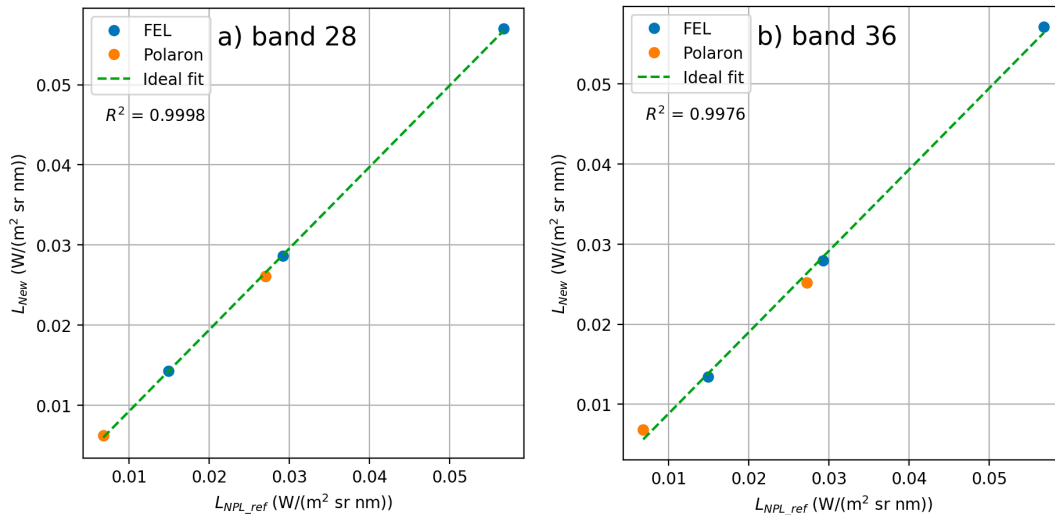 a) band 28
FEL
Polaron
Ideal fit
R² = 0.9998
0.05
0.04
0.03
0.02
0.01
L_New (W/(m² sr nm))
0.01 0.02 0.03 0.04 0.05
L_NPL_ref (W/(m² sr nm))
b) band 36
FEL
Polaron
Ideal fit
R² = 0.9976
0.05
0.04
0.03
0.02
0.01
L_New (W/(m² sr nm))
0.01 0.02 0.03 0.04 0.05
L_NPL_ref (W/(m² sr nm))